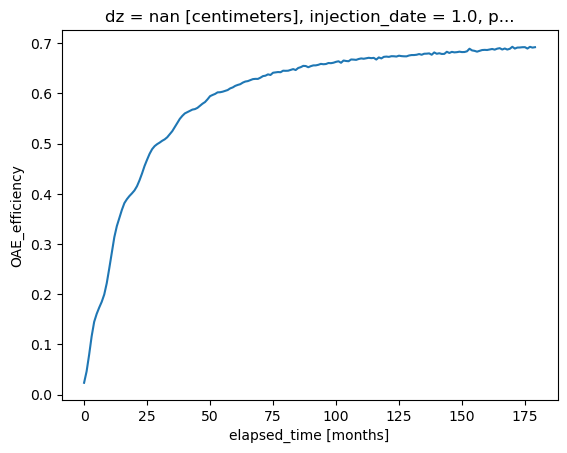 dz = nan [centimeters], injection_date = 1.0, p...
0.7
0.6
0.5
0.4
0.3
0.2
0.1
0.0
OAE_efficiency
0 25 50 75 100 125 150 175
elapsed_time [months]